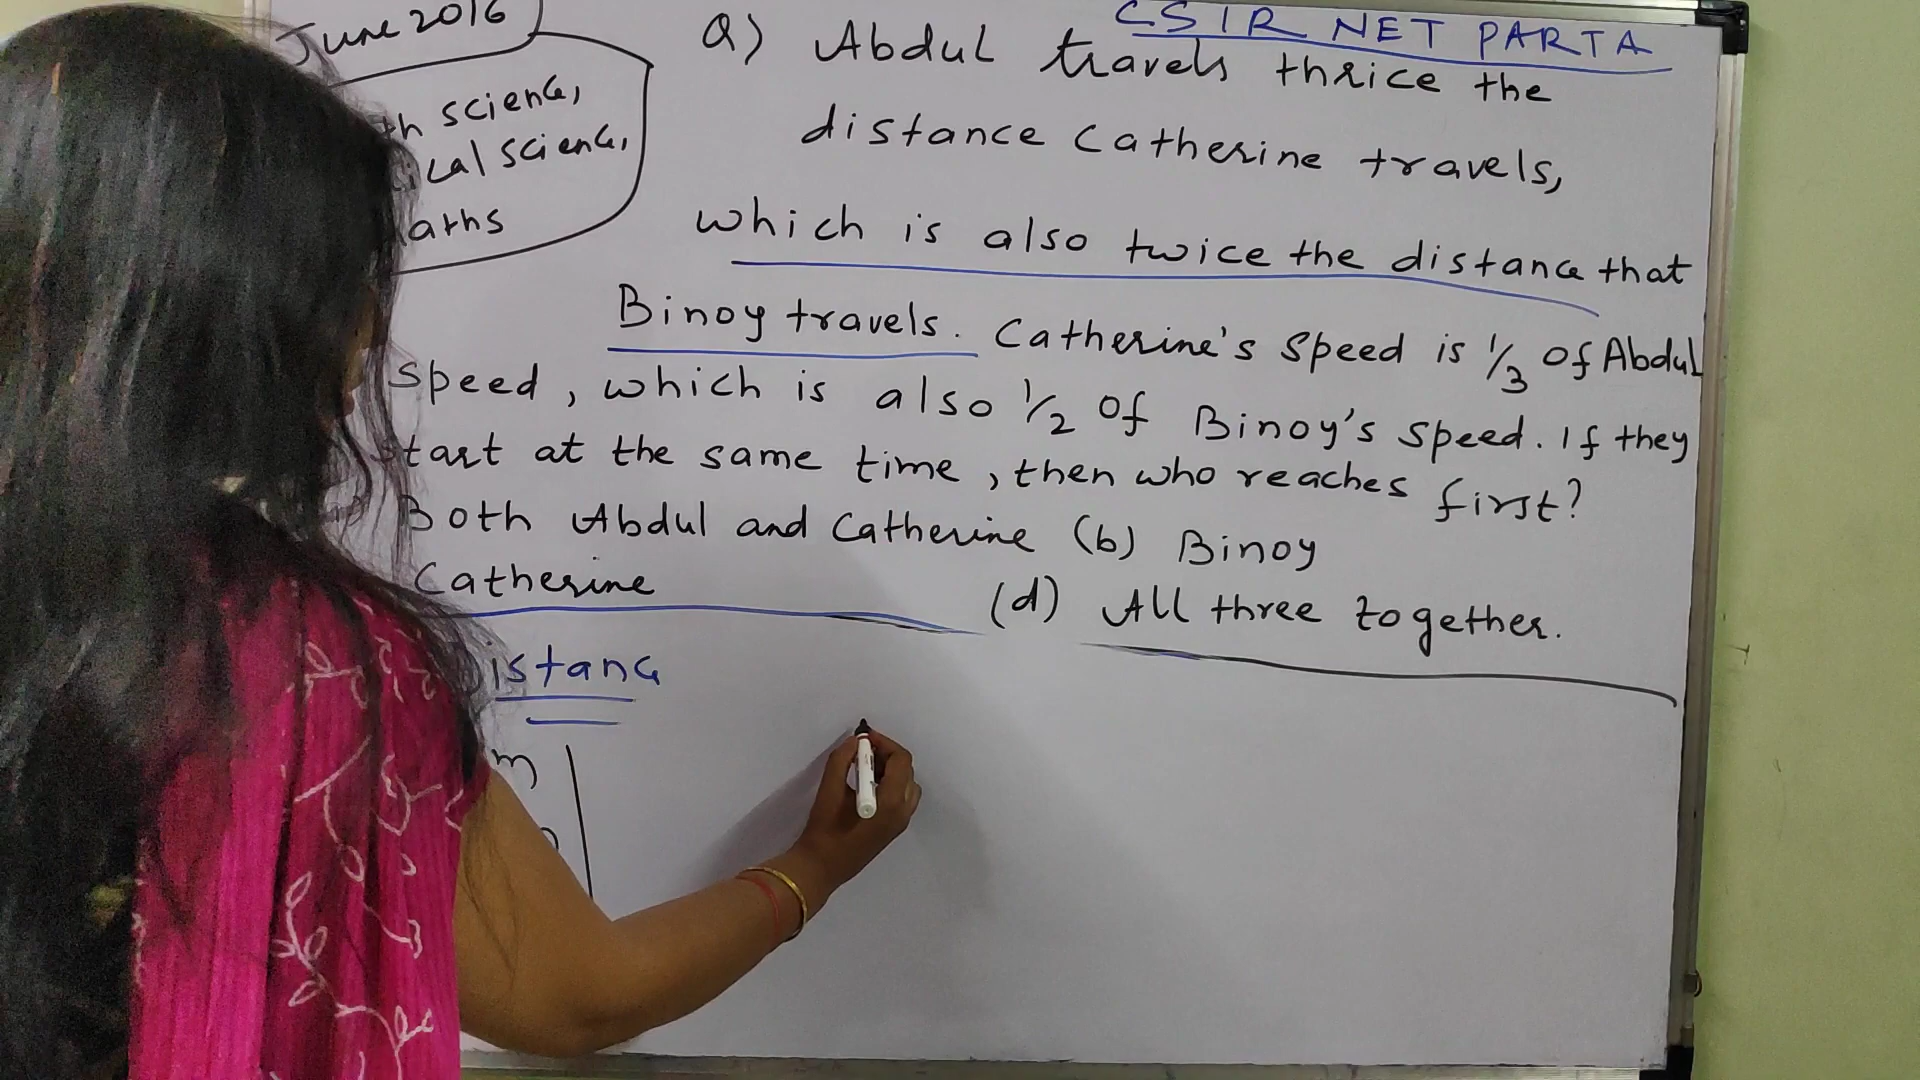 June 2016
CSIR NET PART A
science,
science,
Q) Abdul travels thrice the
distance Catherine travels,
which is also twice the distance that
Binoy travels. Catherine's speed is 1/3 of Abdul
speed, which is also 1/2 of Binoy's speed. If they
start at the same time, then who reaches first?
Both Abdul and Catherine (b) Binoy
Catherine (d) All three together.
m